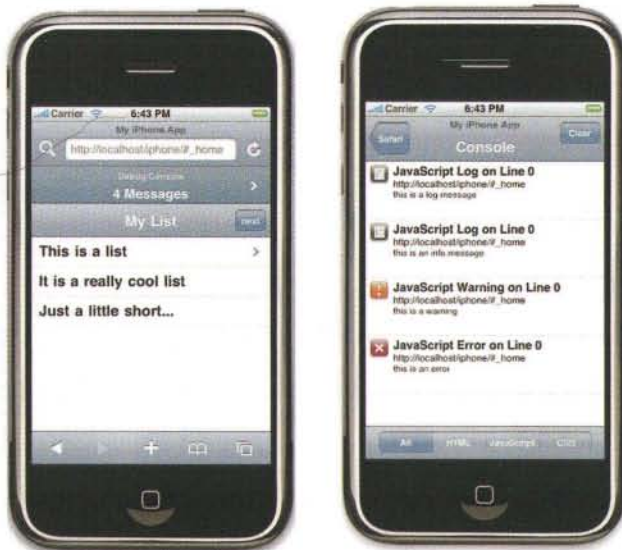 Carrier 6:43 PM
My iPhone App
http://localhost/iphone/#_home
Debug Console
4 Messages
My List next
This is a list
It is a really cool list
Just a little short...
Carrier 6:43 PM
My iPhone App
Safari Console Clear
JavaScript Log on Line 0
http://localhost/iphone/#_home
this is a log message
JavaScript Log on Line 0
http://localhost/iphone/#_home
this is an info message
JavaScript Warning on Line 0
http://localhost/iphone/#_home
this is a warning
JavaScript Error on Line 0
http://localhost/iphone/#_home
this is an error
All HTML JavaScript CSS